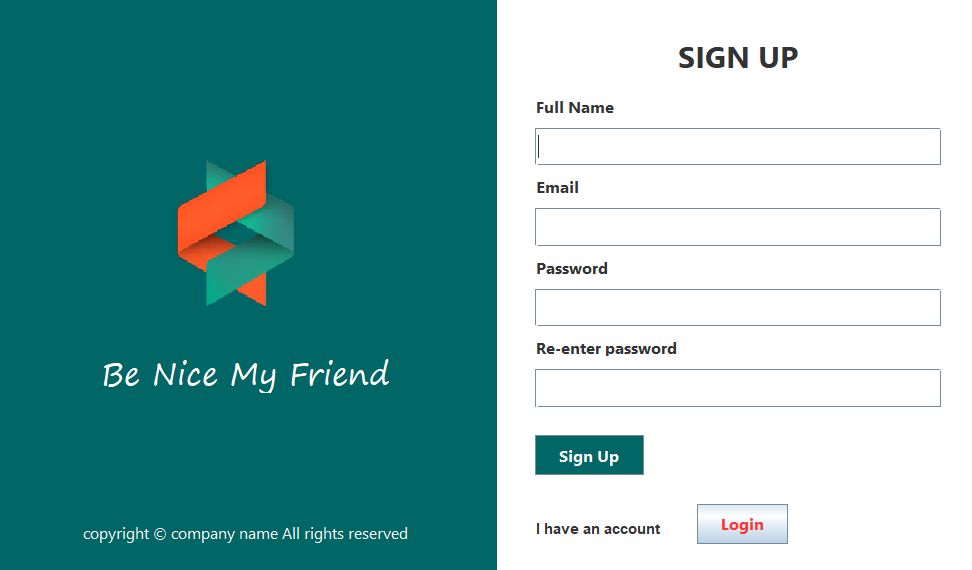 Be Nice My Friend
copyright © company name All rights reserved
SIGN UP
Full Name
Email
Password
Re-enter password
Sign Up
I have an account
Login